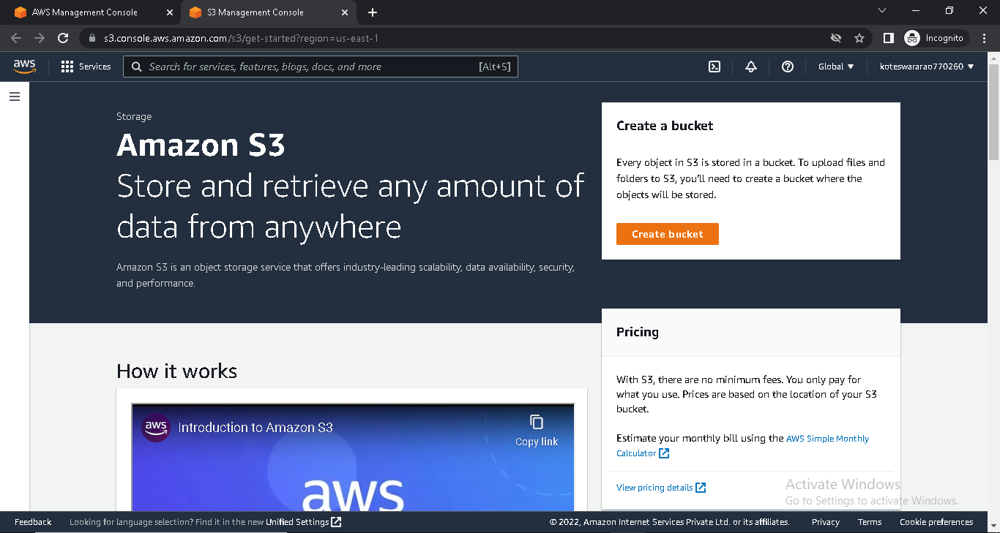 AWS Management Console
S3 Management Console
s3.console.aws.amazon.com/s3/get-started?region=us-east-1
Incognito
aws
Services
Search for services, features, blogs, docs, and more
[Alt+S]
Global
koteswararao770260
Storage
Amazon S3
Store and retrieve any amount of
data from anywhere
Amazon S3 is an object storage service that offers industry-leading scalability, data availability, security,
and performance.
Create a bucket
Every object in S3 is stored in a bucket. To upload files and
folders to S3, you'll need to create a bucket where the
objects will be stored.
Create bucket
How it works
aws
Introduction to Amazon S3
Copy link
aws
Pricing
With S3, there are no minimum fees. You only pay for
what you use. Prices are based on the location of your S3
bucket.
Estimate your monthly bill using the AWS Simple Monthly
Calculator
View pricing details
Activate Windows
Go to Settings to activate Windows.
Feedback
Looking for language selection? Find it in the new Unified Settings
© 2022, Amazon Internet Services Private Ltd. or its affiliates.
Privacy
Terms
Cookie preferences